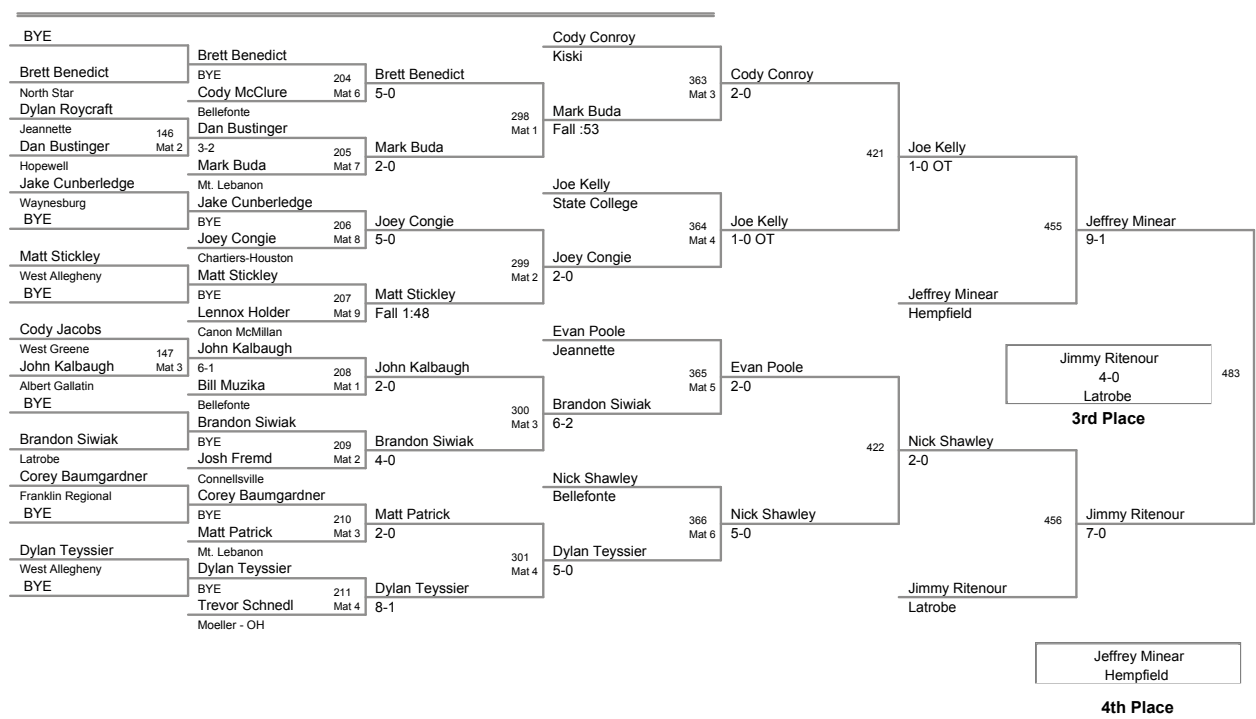 BYE
Brett Benedict
North Star
Dylan Roycraft
Jeannette
146
Dan Bustinger
Mat 2
Hopewell
Jake Cunberledge
Waynesburg
BYE
Matt Stickley
West Allegheny
BYE
Cody Jacobs
West Greene
147
John Kalbaugh
Mat 3
Albert Gallatin
BYE
Brandon Siwiak
Latrobe
Corey Baumgardner
Franklin Regional
BYE
Dylan Teyssier
West Allegheny
BYE
Brett Benedict
BYE
204
Cody McClure
Mat 6
Bellefonte
Dan Bustinger
3-2
205
Mark Buda
Mat 7
Mt. Lebanon
Jake Cunberledge
BYE
206
Joey Congie
Mat 8
Chartiers-Houston
Matt Stickley
BYE
207
Lennox Holder
Mat 9
Canon McMillan
John Kalbaugh
6-1
208
Bill Muzika
Mat 1
Bellefonte
Brandon Siwiak
BYE
209
Josh Fremd
Mat 2
Connellsville
Corey Baumgardner
BYE
210
Matt Patrick
Mat 3
Mt. Lebanon
Dylan Teyssier
BYE
211
Trevor Schnedl
Mat 4
Moeller - OH
Brett Benedict
5-0
298
Mat 1
Mark Buda
2-0
Joey Congie
5-0
299
Mat 2
Matt Stickley
Fall 1:48
John Kalbaugh
2-0
300
Mat 3
Brandon Siwiak
4-0
Matt Patrick
2-0
301
Mat 4
Dylan Teyssier
8-1
Cody Conroy
Kiski
363
Mat 3
Mark Buda
Fall :53
Joe Kelly
State College
364
Mat 4
Joey Congie
2-0
Evan Poole
Jeannette
365
Mat 5
Brandon Siwiak
6-2
Nick Shawley
Bellefonte
366
Mat 6
Dylan Teyssier
5-0
Cody Conroy
2-0
421
Joe Kelly
1-0 OT
Evan Poole
2-0
422
Nick Shawley
5-0
Joe Kelly
1-0 OT
455
Jeffrey Minear
Hempfield
Nick Shawley
2-0
456
Jimmy Ritenour
Latrobe
Jeffrey Minear
9-1
Jimmy Ritenour
4-0
Latrobe
483
3rd Place
Jimmy Ritenour
7-0
Jeffrey Minear
Hempfield
4th Place